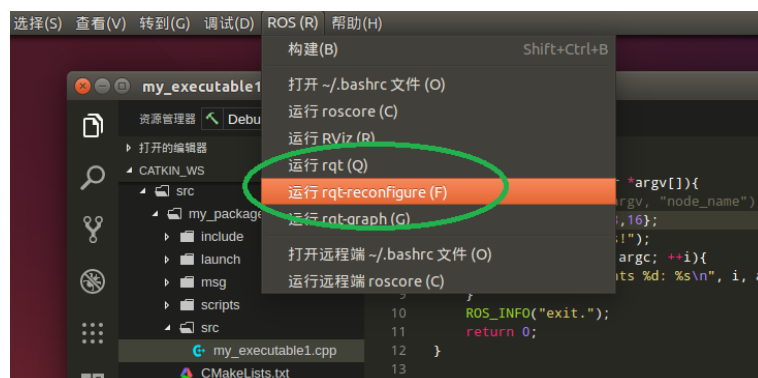 选择(S) 查看(V) 转到(G) 调试(D) ROS (R) 帮助(H)
构建(B) Shift+Ctrl+B
打开 ~/.bashrc 文件 (O)
运行 roscore (C)
运行 RViz (R)
运行 rqt (Q)
运行 rqt-reconfigure (F)
运行 rqt-graph (G)
打开远程端 ~/.bashrc 文件 (O)
运行远程端 roscore (C)
my_executable1
资源管理器 Debu
打开的编辑器
CATKIN_WS
src
my_package
include
launch
msg
scripts
src
my_executable1.cpp
CMakeLists.txt
*argv[]){
argv, "node_name")
,16};
s!");
argc; ++i){
nts %d: %s\n", i, a
9 }
10 ROS_INFO("exit.");
11 return 0;
12 }
13